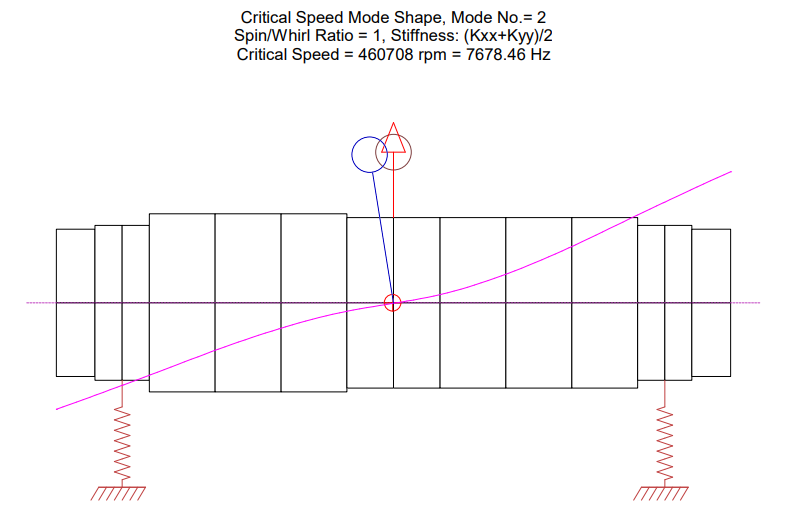 Critical Speed Mode Shape, Mode No.= 2
Spin/Whirl Ratio = 1, Stiffness: (Kxx+Kyy)/2
Critical Speed = 460708 rpm = 7678.46 Hz